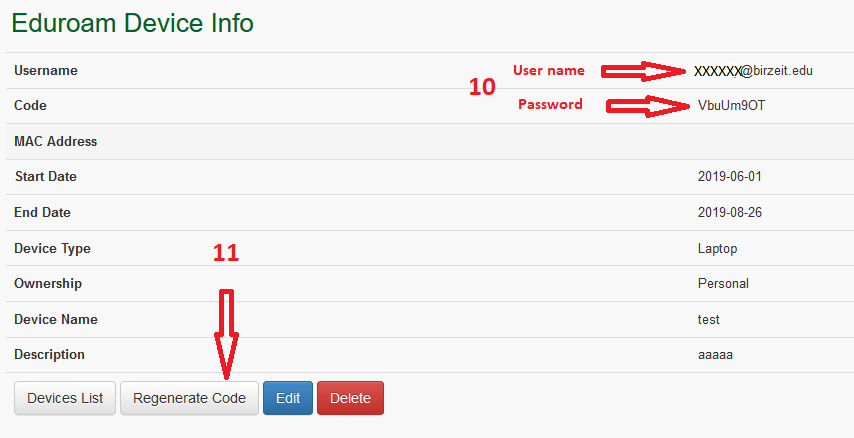 Eduroam Device Info
Username User name XXXXXX@birzeit.edu
10
Code Password VbuUm9OT
MAC Address
Start Date 2019-06-01
End Date 2019-08-26
Device Type Laptop
11
Ownership Personal
Device Name test
Description aaaaa
Devices List Regenerate Code Edit Delete